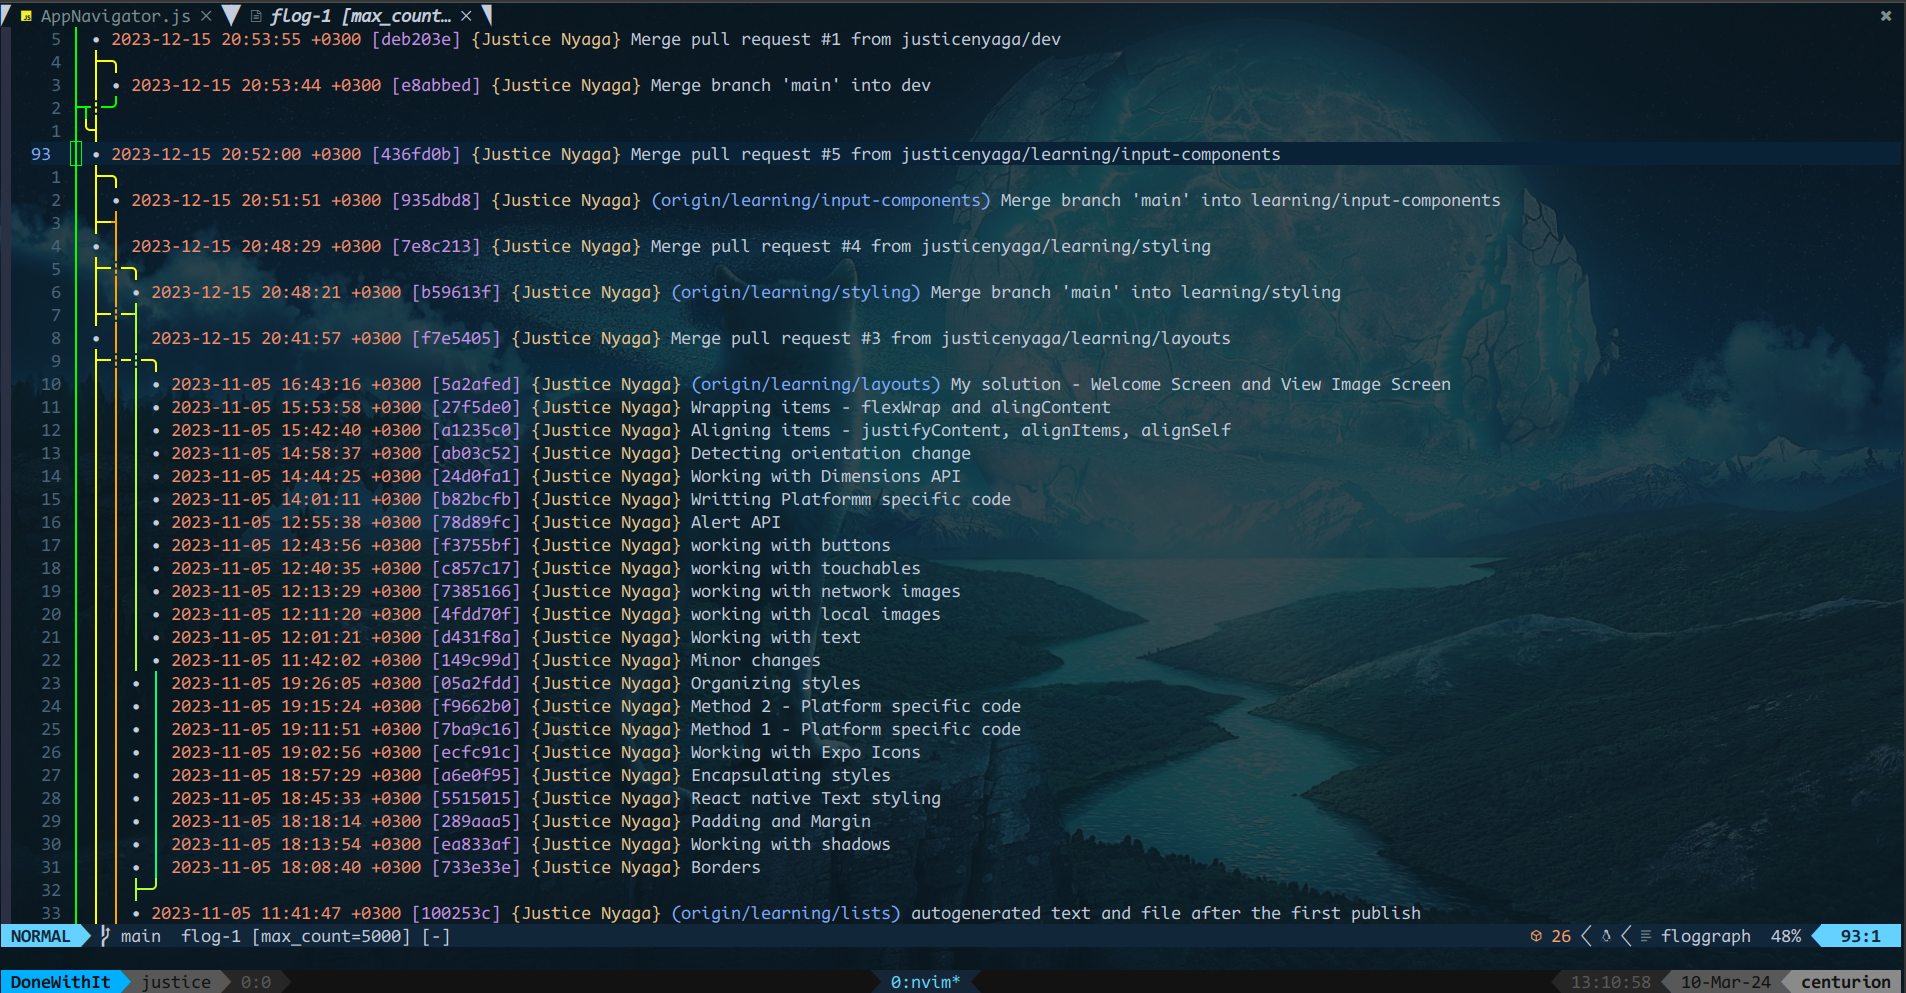 AppNavigator.js × flog-1 [max_count… × ✖
5 • 2023-12-15 20:53:55 +0300 [deb203e] {Justice Nyaga} Merge pull request #1 from justicenyaga/dev
4
3 • 2023-12-15 20:53:44 +0300 [e8abbed] {Justice Nyaga} Merge branch 'main' into dev
2
1
93 • 2023-12-15 20:52:00 +0300 [436fd0b] {Justice Nyaga} Merge pull request #5 from justicenyaga/learning/input-components
1
2 • 2023-12-15 20:51:51 +0300 [935dbd8] {Justice Nyaga} (origin/learning/input-components) Merge branch 'main' into learning/input-components
3
4 • 2023-12-15 20:48:29 +0300 [7e8c213] {Justice Nyaga} Merge pull request #4 from justicenyaga/learning/styling
5
6 • 2023-12-15 20:48:21 +0300 [b59613f] {Justice Nyaga} (origin/learning/styling) Merge branch 'main' into learning/styling
7
8 • 2023-12-15 20:41:57 +0300 [f7e5405] {Justice Nyaga} Merge pull request #3 from justicenyaga/learning/layouts
9
10 • 2023-11-05 16:43:16 +0300 [5a2afed] {Justice Nyaga} (origin/learning/layouts) My solution - Welcome Screen and View Image Screen
11 • 2023-11-05 15:53:58 +0300 [27f5de0] {Justice Nyaga} Wrapping items - flexWrap and alingContent
12 • 2023-11-05 15:42:40 +0300 [a1235c0] {Justice Nyaga} Aligning items - justifyContent, alignItems, alignSelf
13 • 2023-11-05 14:58:37 +0300 [ab03c52] {Justice Nyaga} Detecting orientation change
14 • 2023-11-05 14:44:25 +0300 [24d0fa1] {Justice Nyaga} Working with Dimensions API
15 • 2023-11-05 14:01:11 +0300 [b82bcfb] {Justice Nyaga} Writting Platformm specific code
16 • 2023-11-05 12:55:38 +0300 [78d89fc] {Justice Nyaga} Alert API
17 • 2023-11-05 12:43:56 +0300 [f3755bf] {Justice Nyaga} working with buttons
18 • 2023-11-05 12:40:35 +0300 [c857c17] {Justice Nyaga} working with touchables
19 • 2023-11-05 12:13:29 +0300 [7385166] {Justice Nyaga} working with network images
20 • 2023-11-05 12:11:20 +0300 [4fdd70f] {Justice Nyaga} working with local images
21 • 2023-11-05 12:01:21 +0300 [d431f8a] {Justice Nyaga} Working with text
22 • 2023-11-05 11:42:02 +0300 [149c99d] {Justice Nyaga} Minor changes
23 • 2023-11-05 19:26:05 +0300 [05a2fdd] {Justice Nyaga} Organizing styles
24 • 2023-11-05 19:15:24 +0300 [f9662b0] {Justice Nyaga} Method 2 - Platform specific code
25 • 2023-11-05 19:11:51 +0300 [7ba9c16] {Justice Nyaga} Method 1 - Platform specific code
26 • 2023-11-05 19:02:56 +0300 [ecfc91c] {Justice Nyaga} Working with Expo Icons
27 • 2023-11-05 18:57:29 +0300 [a6e0f95] {Justice Nyaga} Encapsulating styles
28 • 2023-11-05 18:45:33 +0300 [5515015] {Justice Nyaga} React native Text styling
29 • 2023-11-05 18:18:14 +0300 [289aaa5] {Justice Nyaga} Padding and Margin
30 • 2023-11-05 18:13:54 +0300 [ea833af] {Justice Nyaga} Working with shadows
31 • 2023-11-05 18:08:40 +0300 [733e33e] {Justice Nyaga} Borders
32
33 • 2023-11-05 11:41:47 +0300 [100253c] {Justice Nyaga} (origin/learning/lists) autogenerated text and file after the first publish
NORMAL main flog-1 [max_count=5000] [-] 26 floggraph 48% 93:1
DoneWithIt justice 0:0 0:nvim* 13:10:58 10-Mar-24 centurion